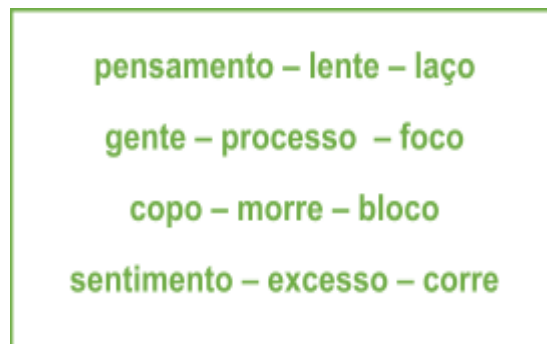 pensamento – lente – laço
gente – processo – foco
copo – morre – bloco
sentimento – excesso – corre